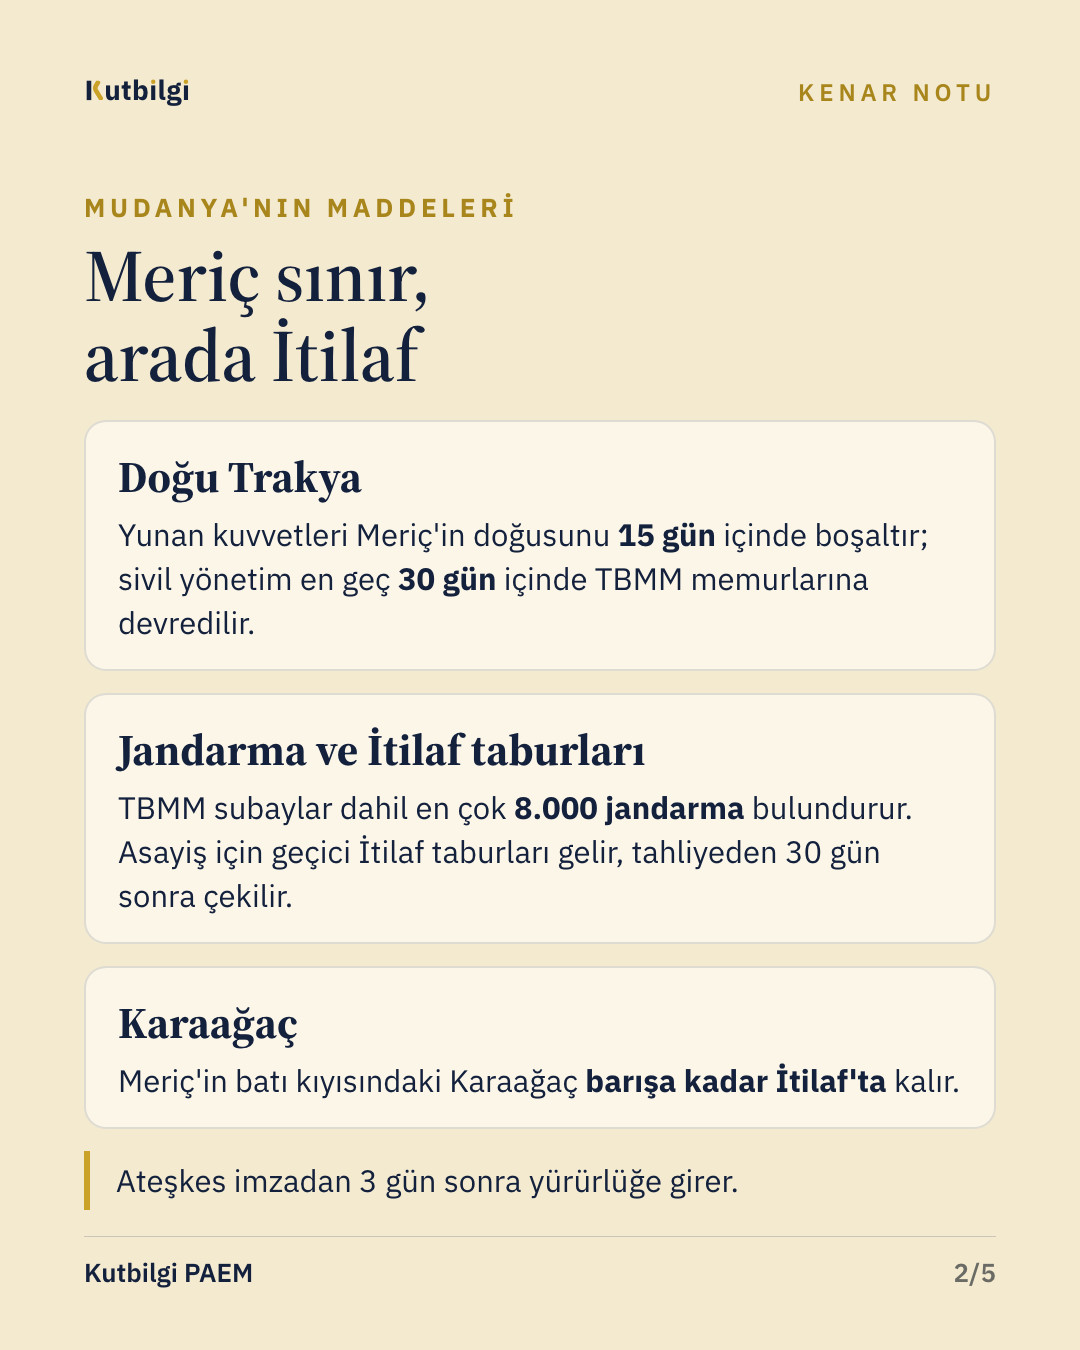 Kutbilgi
KENAR NOTU
MUDANYA'NIN MADDELERİ
Meriç sınır,
arada İtilaf
Doğu Trakya
Yunan kuvvetleri Meriç'in doğusunu 15 gün içinde boşaltır;
sivil yönetim en geç 30 gün içinde TBMM memurlarına
devredilir.
Jandarma ve İtilaf taburları
TBMM subaylar dahil en çok 8.000 jandarma bulundurur.
Asayiş için geçici İtilaf taburları gelir, tahliyeden 30 gün
sonra çekilir.
Karaağaç
Meriç'in batı kıyısındaki Karaağaç barışa kadar İtilaf'ta kalır.
Ateşkes imzadan 3 gün sonra yürürlüğe girer.
Kutbilgi PAEM
2/5